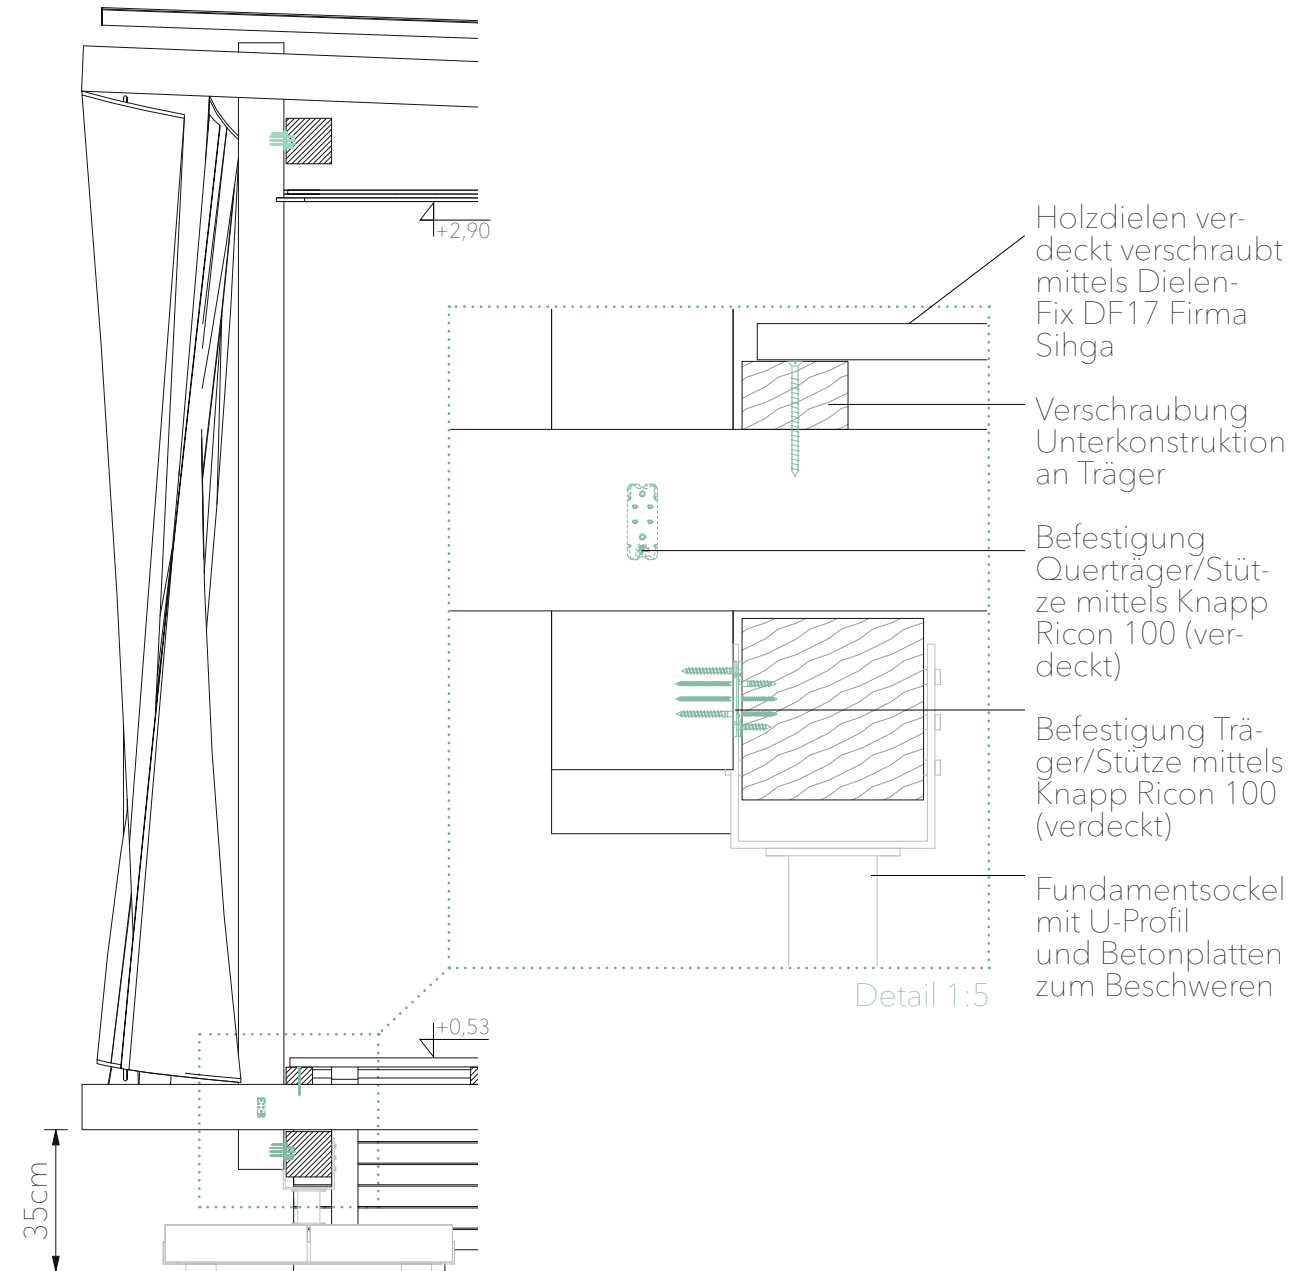 +2,90
Holzdielen ver-
deckt verschraubt
mittels Dielen-
Fix DF17 Firma
Sihga
Verschraubung
Unterkonstruktion
an Träger
Befestigung
Querträger/Stüt-
ze mittels Knapp
Ricon 100 (ver-
deckt)
Befestigung Trä-
ger/Stütze mittels
Knapp Ricon 100
(verdeckt)
Fundamentsockel
mit U-Profil
und Betonplatten
zum Beschweren
Detail 1:5
+0,53
35cm